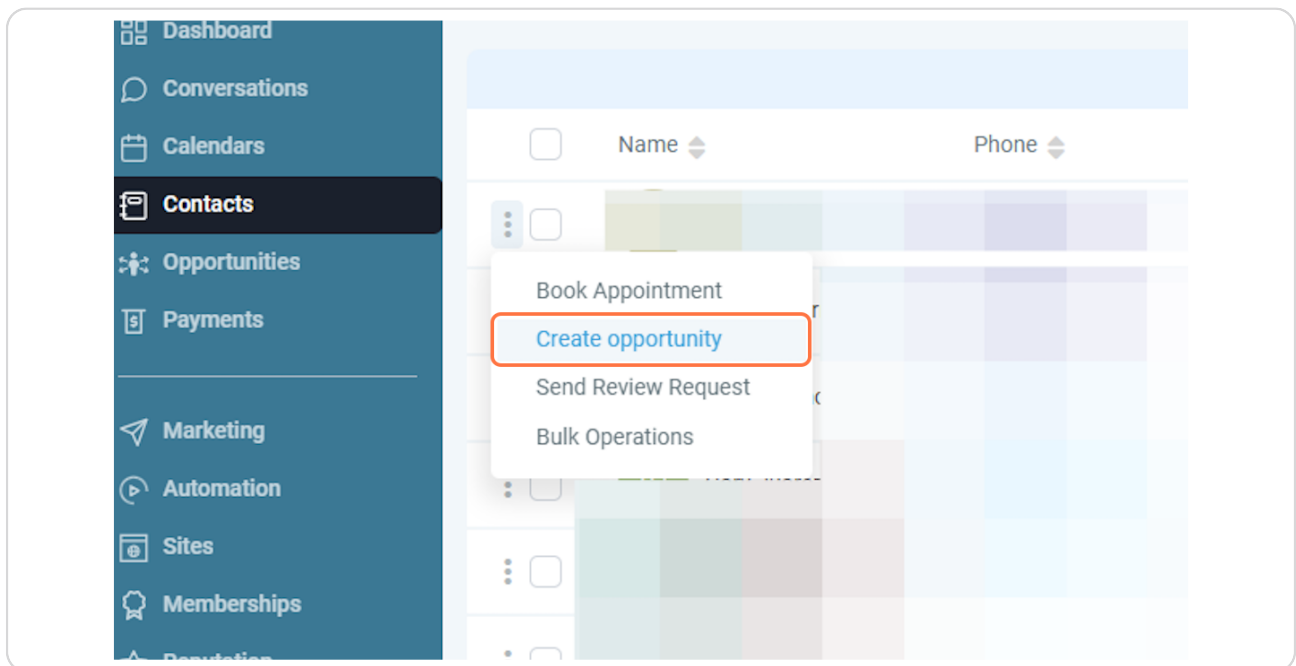 Dashboard
Conversations
Calendars
Contacts
Opportunities
Payments
Marketing
Automation
Sites
Memberships
Reputation
Name
Phone
Book Appointment
Create opportunity
Send Review Request
Bulk Operations